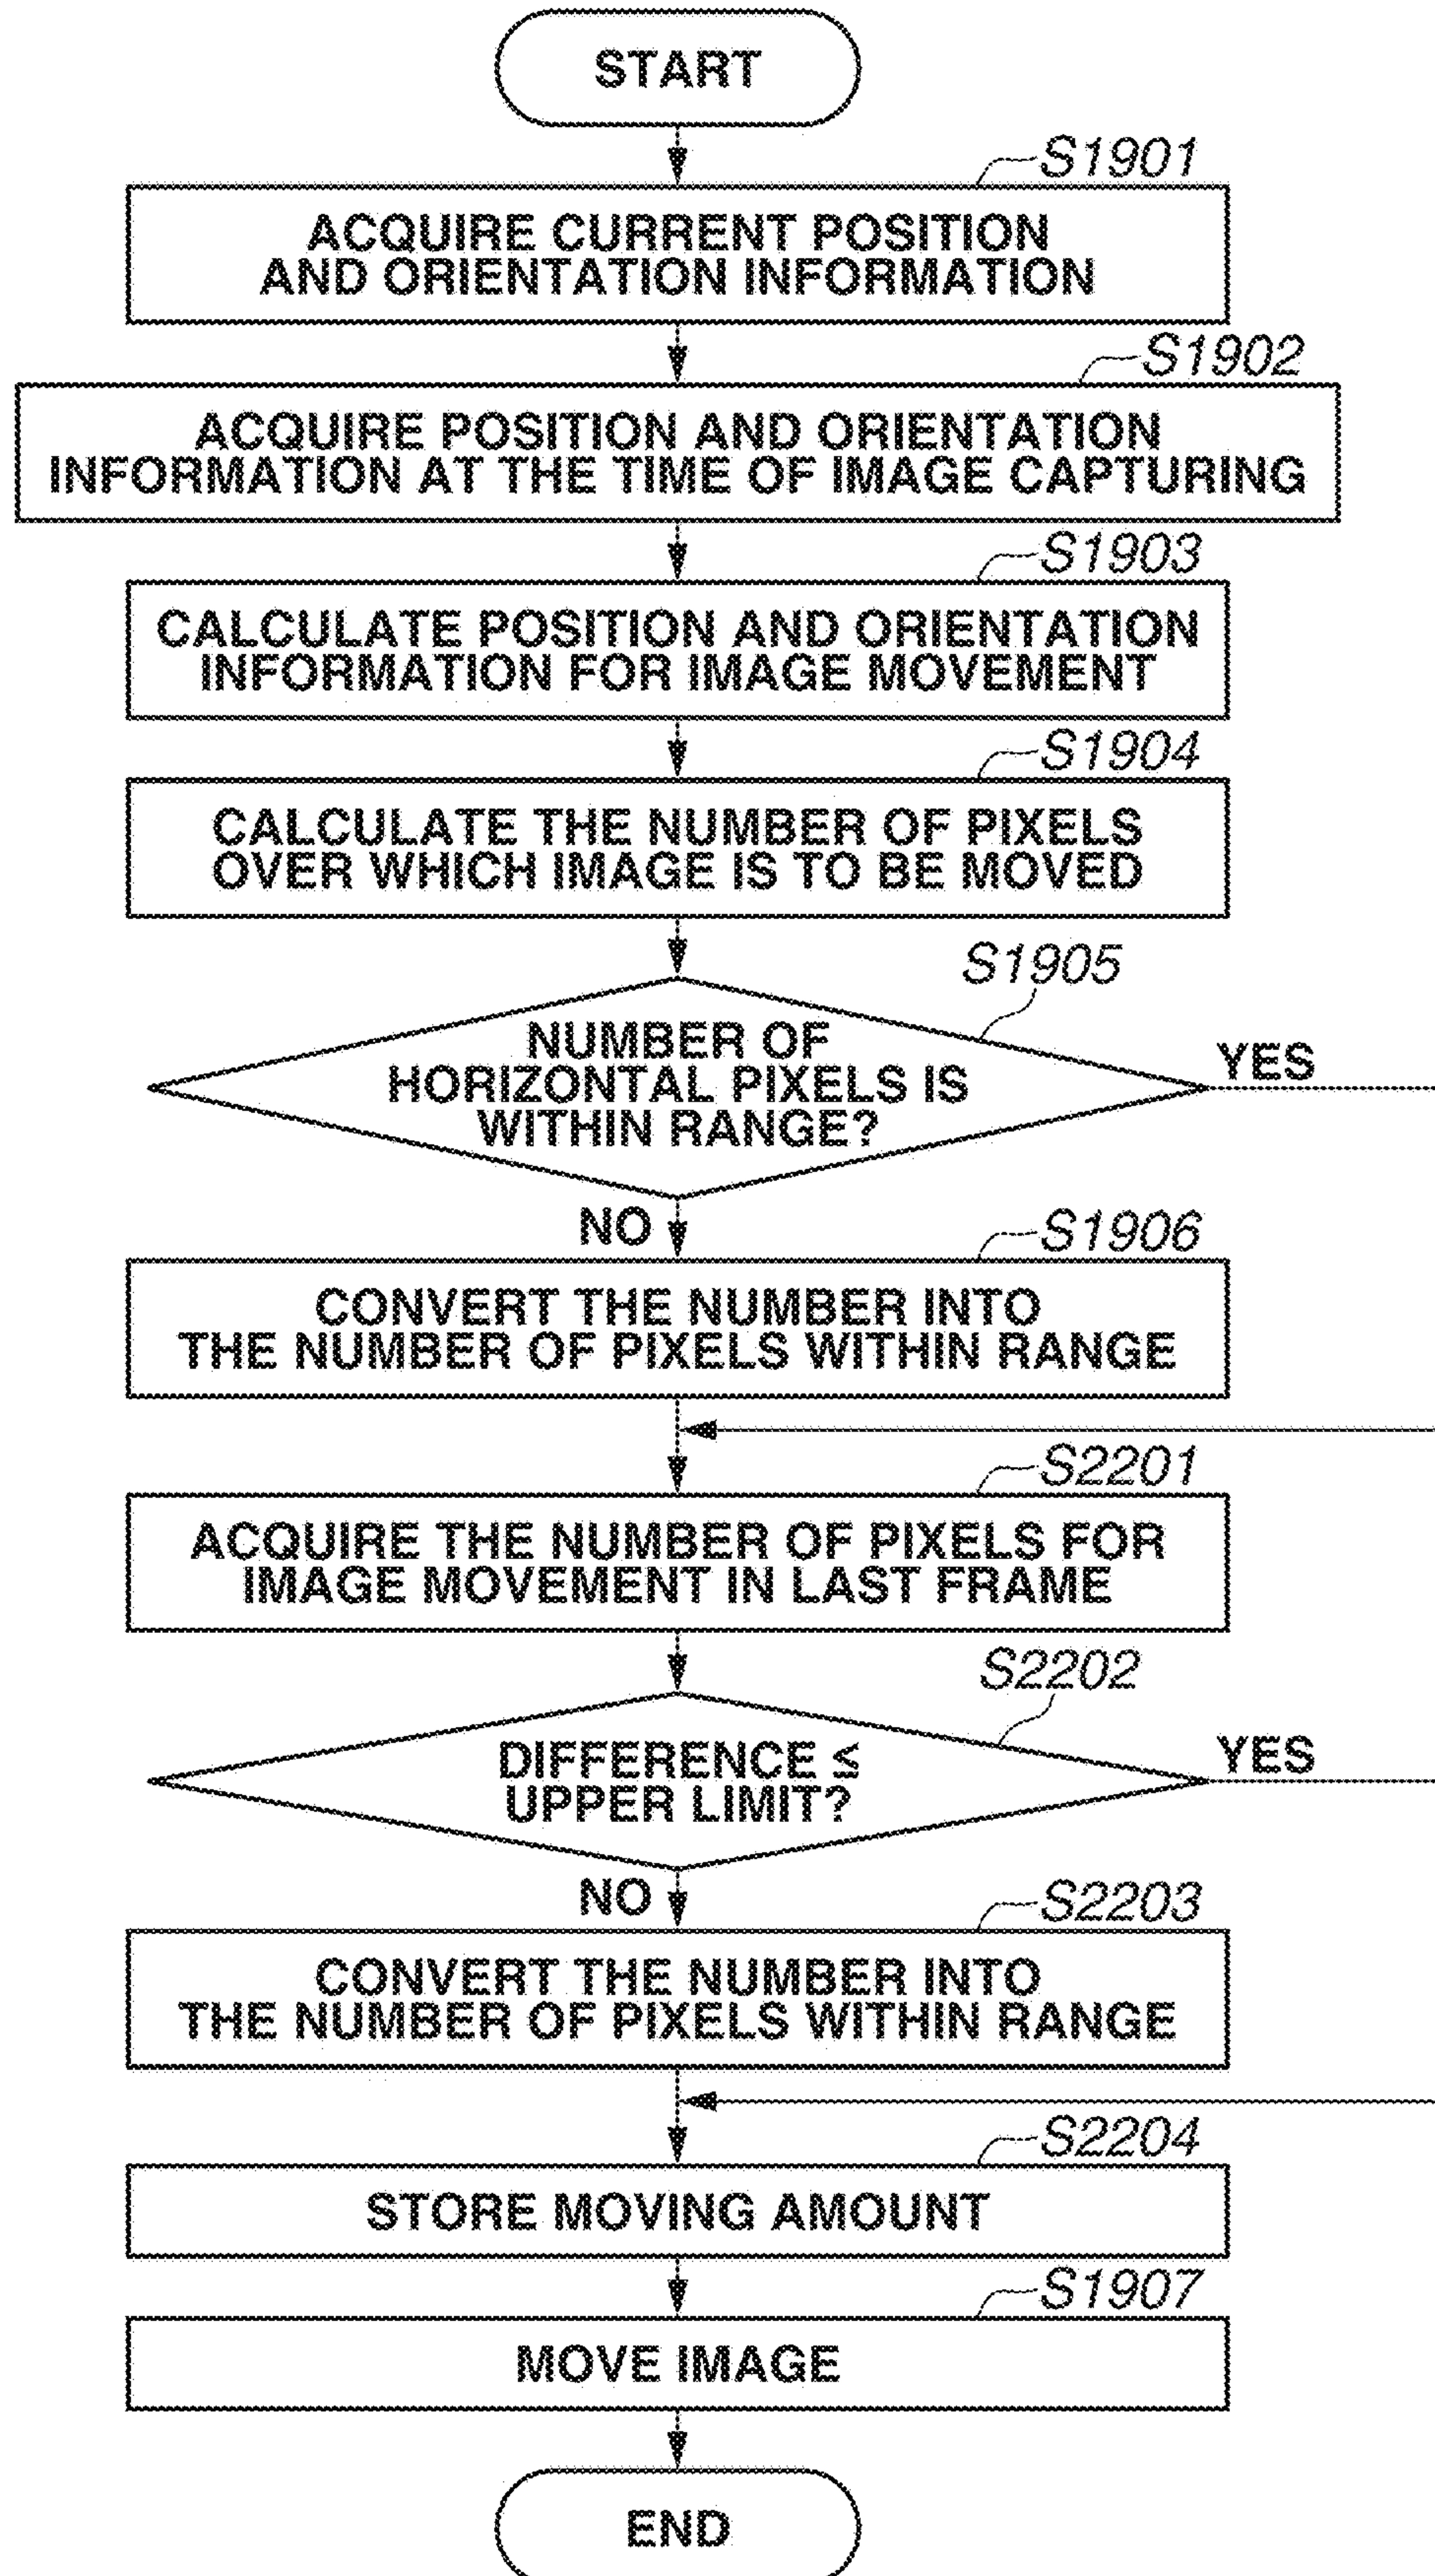 START
S1901
ACQUIRE CURRENT POSITION
AND ORIENTATION INFORMATION
S1902
ACQUIRE POSITION AND ORIENTATION
INFORMATION AT THE TIME OF IMAGE CAPTURING
S1903
CALCULATE POSITION AND ORIENTATION
INFORMATION FOR IMAGE MOVEMENT
S1904
CALCULATE THE NUMBER OF PIXELS
OVER WHICH IMAGE IS TO BE MOVED
S1905
NUMBER OF
HORIZONTAL PIXELS IS
WITHIN RANGE?
YES
NO
S1906
CONVERT THE NUMBER INTO
THE NUMBER OF PIXELS WITHIN RANGE
S2201
ACQUIRE THE NUMBER OF PIXELS FOR
IMAGE MOVEMENT IN LAST FRAME
S2202
DIFFERENCE ≤
UPPER LIMIT?
YES
NO
S2203
CONVERT THE NUMBER INTO
THE NUMBER OF PIXELS WITHIN RANGE
S2204
STORE MOVING AMOUNT
S1907
MOVE IMAGE
END